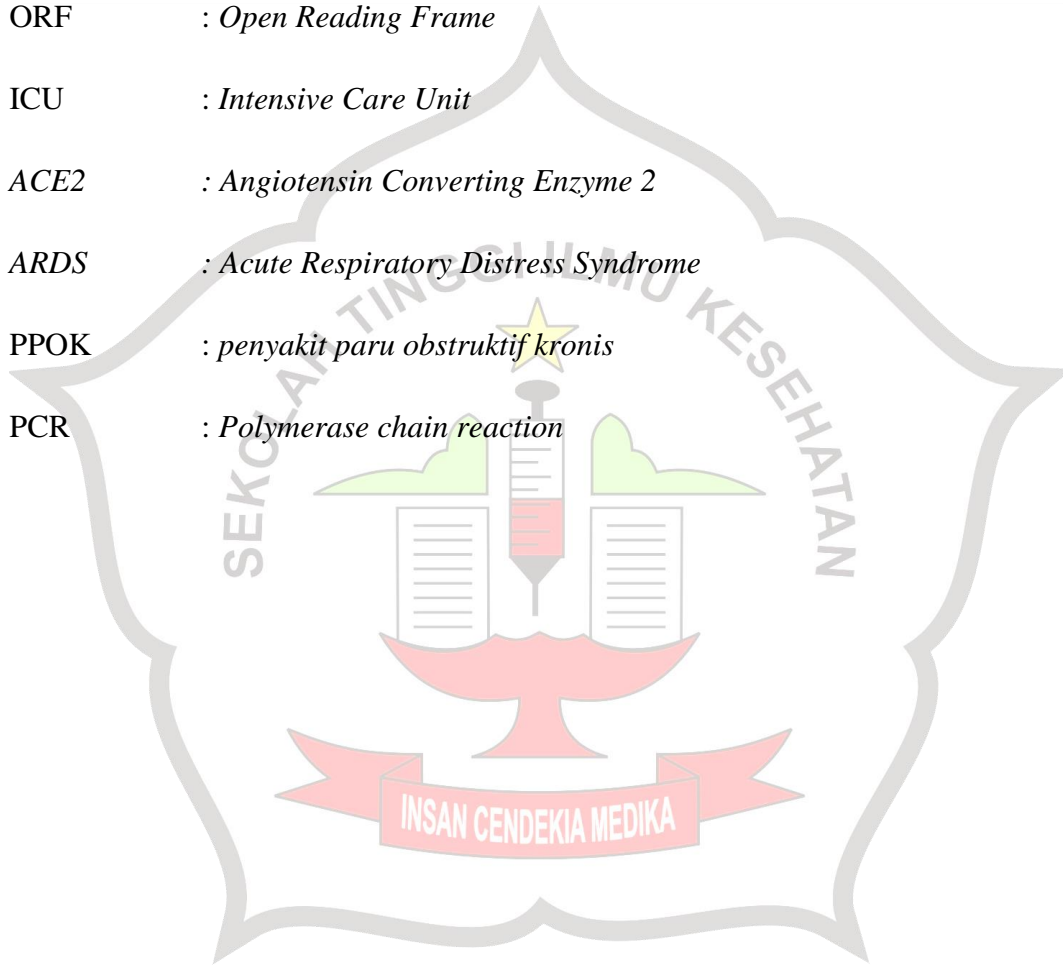 ORF : Open Reading Frame
ICU : Intensive Care Unit
ACE2 : Angiotensin Converting Enzyme 2
ARDS : Acute Respiratory Distress Syndrome
PPOK : penyakit paru obstruktif kronis
PCR : Polymerase chain reaction
SEKOLAH TINGGI ILMU KESEHATAN
INSAN CENDEKIA MEDIKA